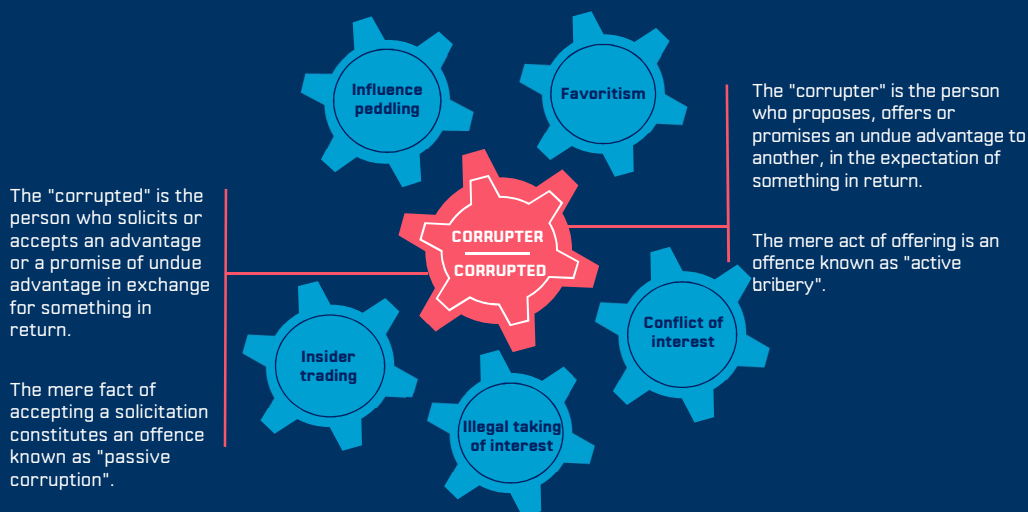 Influence
peddling
Favoritism
The "corrupter" is the person
who proposes, offers or
promises an undue advantage to
another, in the expectation of
something in return.
The mere act of offering is an
offence known as "active
bribery".
The "corrupted" is the
person who solicits or
accepts an advantage
or a promise of undue
advantage in exchange
for something in
return.
The mere fact of
accepting a solicitation
constitutes an offence
known as "passive
corruption".
CORRUPTER
CORRUPTED
Conflict of
interest
Insider
trading
Illegal taking
of interest